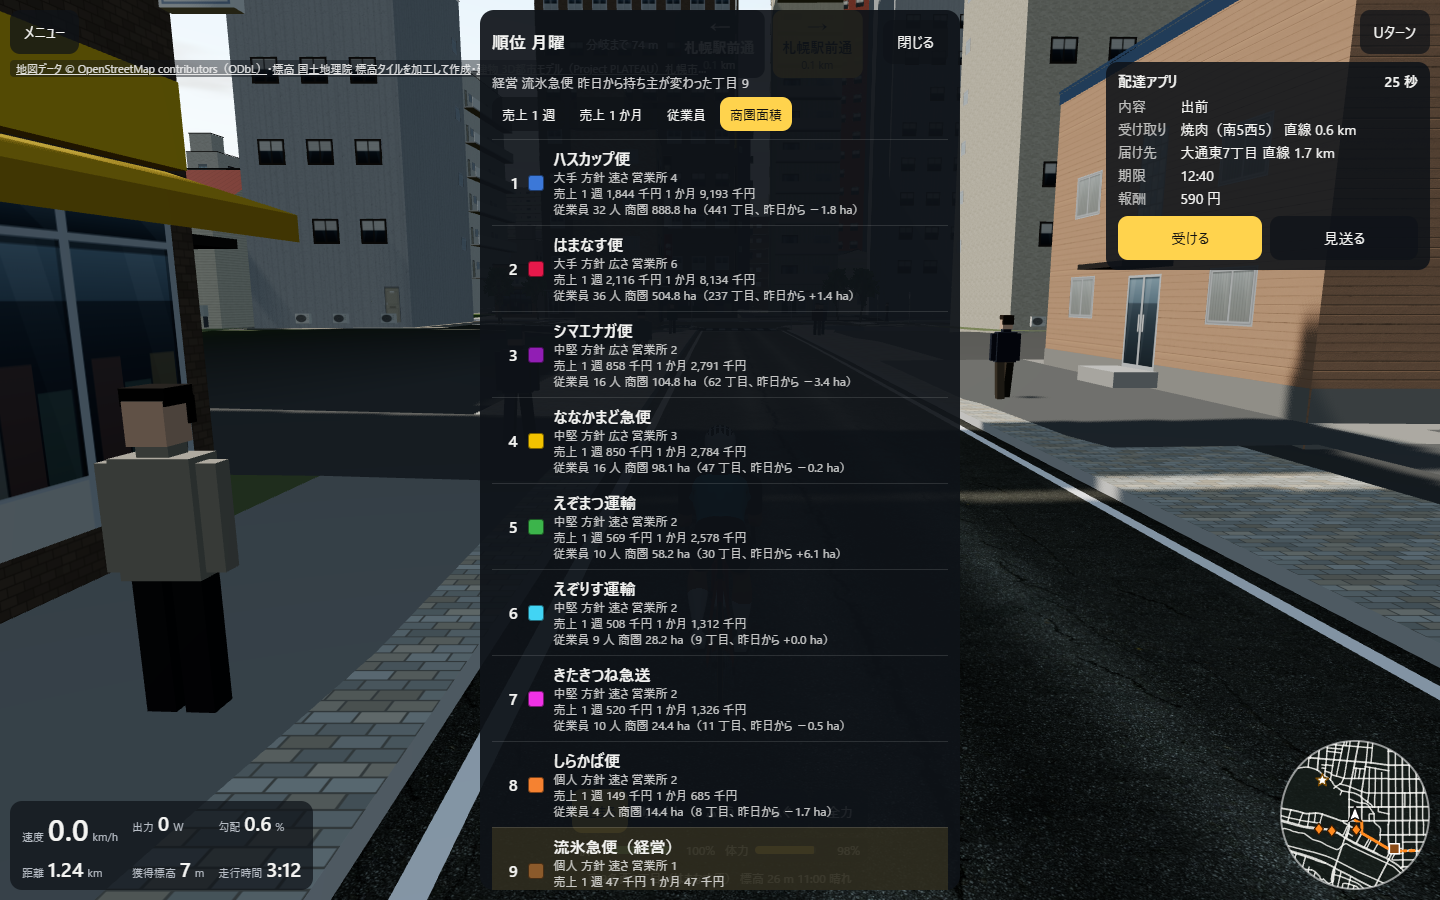 メニュー
地図データ © OpenStreetMap contributors（ODbL）・標高 国土地理院 標高タイルを加工して作成・
順位 月曜
閉じる
経営 流氷急便 昨日から持ち主が変わった丁目 9
売上 1 週
売上 1 か月
従業員
商圏面積
1
ハスカップ便
大手 方針 速さ 営業所 4
売上 1 週 1,844 千円 1 か月 9,193 千円
従業員 32 人 商圏 888.8 ha（441 丁目、昨日から −1.8 ha）
2
はまなす便
大手 方針 広さ 営業所 6
売上 1 週 2,116 千円 1 か月 8,134 千円
従業員 36 人 商圏 504.8 ha（237 丁目、昨日から +1.4 ha）
3
シマエナガ便
中堅 方針 広さ 営業所 2
売上 1 週 858 千円 1 か月 2,791 千円
従業員 16 人 商圏 104.8 ha（62 丁目、昨日から −3.4 ha）
4
ななかまど急便
中堅 方針 広さ 営業所 3
売上 1 週 850 千円 1 か月 2,784 千円
従業員 16 人 商圏 98.1 ha（47 丁目、昨日から −0.2 ha）
5
えぞまつ運輸
中堅 方針 速さ 営業所 2
売上 1 週 569 千円 1 か月 2,578 千円
従業員 10 人 商圏 58.2 ha（30 丁目、昨日から +6.1 ha）
6
えぞりす運輸
中堅 方針 速さ 営業所 2
売上 1 週 508 千円 1 か月 1,312 千円
従業員 9 人 商圏 28.2 ha（9 丁目、昨日から +0.0 ha）
7
きたきつね急送
中堅 方針 速さ 営業所 2
売上 1 週 520 千円 1 か月 1,326 千円
従業員 10 人 商圏 24.4 ha（11 丁目、昨日から −0.5 ha）
8
しらかば便
個人 方針 速さ 営業所 2
売上 1 週 149 千円 1 か月 685 千円
従業員 4 人 商圏 14.4 ha（8 丁目、昨日から −1.7 ha）
9
流氷急便（経営）
個人 方針 速さ 営業所 1
売上 1 週 47 千円 1 か月 47 千円
Uターン
配達アプリ
25 秒
内容 出前
受け取り 焼肉（南5西5） 直線 0.6 km
届け先 大通東7丁目 直線 1.7 km
期限 12:40
報酬 590 円
受ける
見送る
速度 0.0 km/h
出力 0 W
勾配 0.6 %
距離 1.24 km
獲得標高 7 m
走行時間 3:12